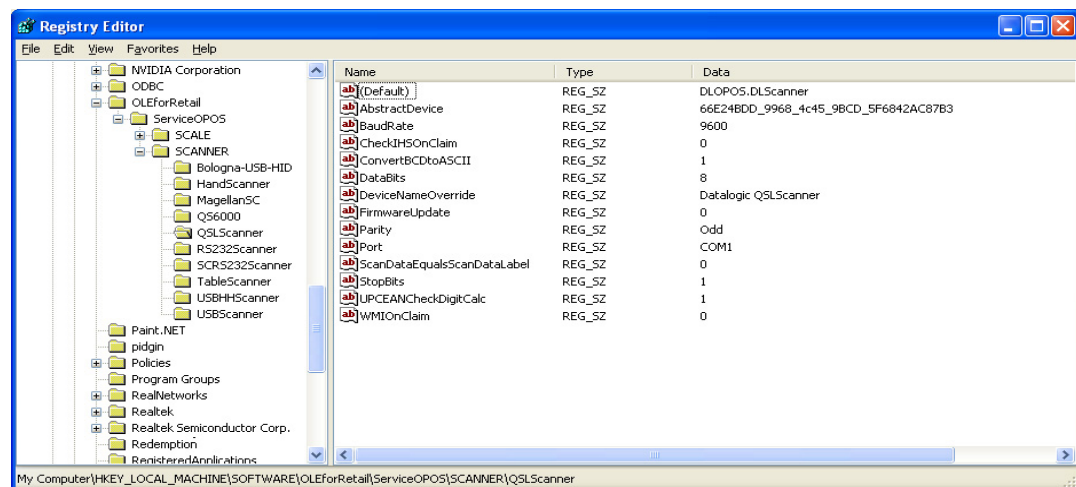 Registry Editor
File Edit View Favorites Help
NVIDIA Corporation
ODBC
OLEforRetail
ServiceOPOS
SCALE
SCANNER
Bologna-USB-HID
HandScanner
MagellanSC
QS6000
QSLScanner
RS232Scanner
SCRS232Scanner
TableScanner
USBHHScanner
USBScanner
Paint.NET
pidgin
Policies
Program Groups
RealNetworks
Realtek
Realtek Semiconductor Corp.
Redemption
RegisteredApplications
Name Type Data
(Default) REG_SZ DLOPOS.DLScanner
AbstractDevice REG_SZ 66E24BDD_9968_4c45_9BCD_5F6842AC87B3
BaudRate REG_SZ 9600
CheckIHSOnClaim REG_SZ 0
ConvertBCDtoASCII REG_SZ 1
DataBits REG_SZ 8
DeviceNameOverride REG_SZ Datalogic QSLScanner
FirmwareUpdate REG_SZ 0
Parity REG_SZ Odd
Port REG_SZ COM1
ScanDataEqualsScanDataLabel REG_SZ 0
StopBits REG_SZ 1
UPCEANCheckDigitCalc REG_SZ 1
WMIOnClaim REG_SZ 0
My Computer\HKEY_LOCAL_MACHINE\SOFTWARE\OLEforRetail\ServiceOPOS\SCANNER\QSLScanner